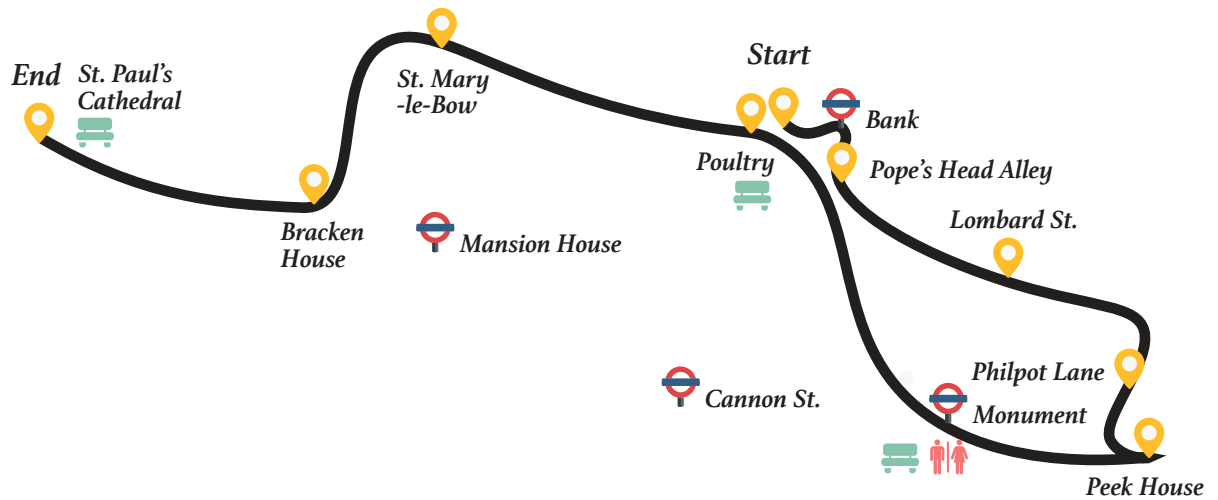 Start
End
St. Paul's
Cathedral
St. Mary
-le-Bow
Bank
Poultry
Pope's Head Alley
Bracken
House
Mansion House
Lombard St.
Philpot Lane
Cannon St.
Monument
Peek House